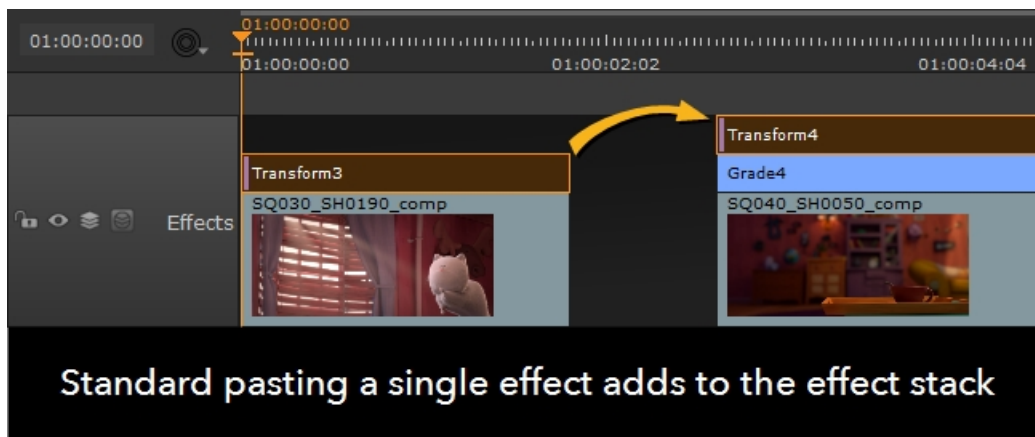 01:00:00:00
01:00:00:00
01:00:00:00
01:00:02:02
01:00:04:04
Transform4
Transform3
Grade4
Effects
SQ030_SH0190_comp
SQ040_SH0050_comp
Standard pasting a single effect adds to the effect stack